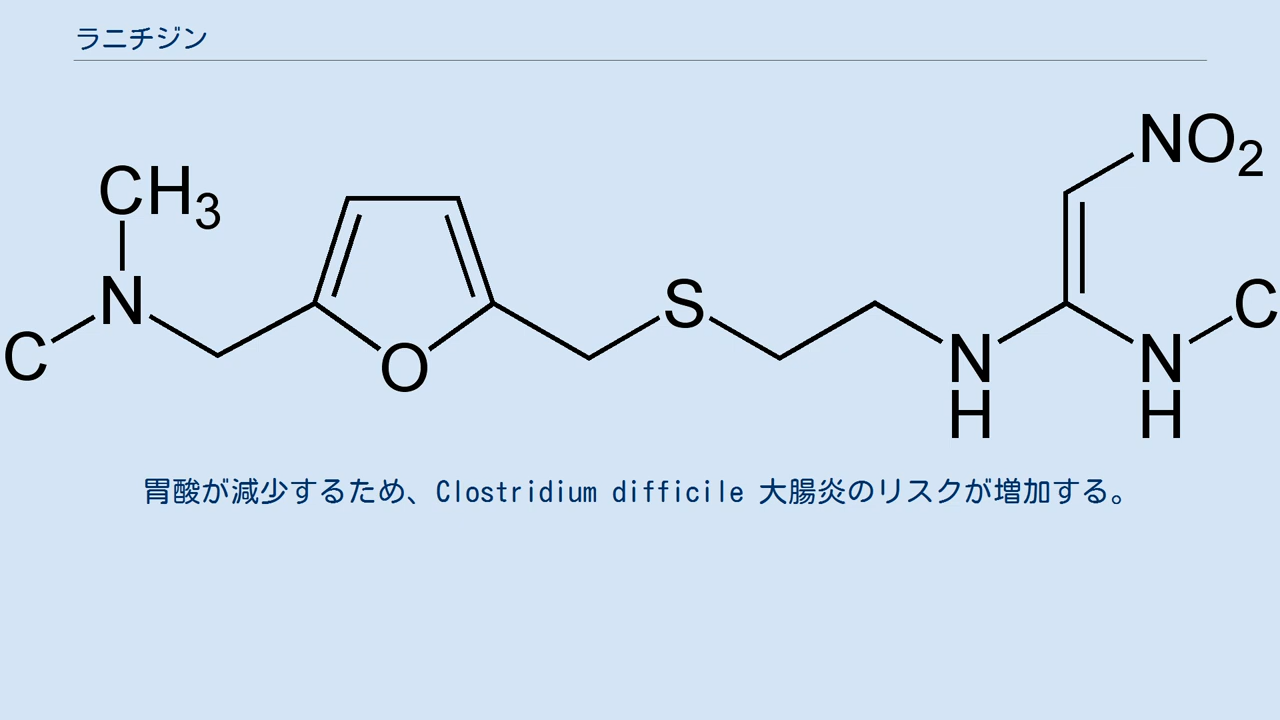 ラニチジン
NO2
CH3
N
S
C
C
O
N
H
N
H
胃酸が減少するため、Clostridium difficile 大腸炎のリスクが増加する。